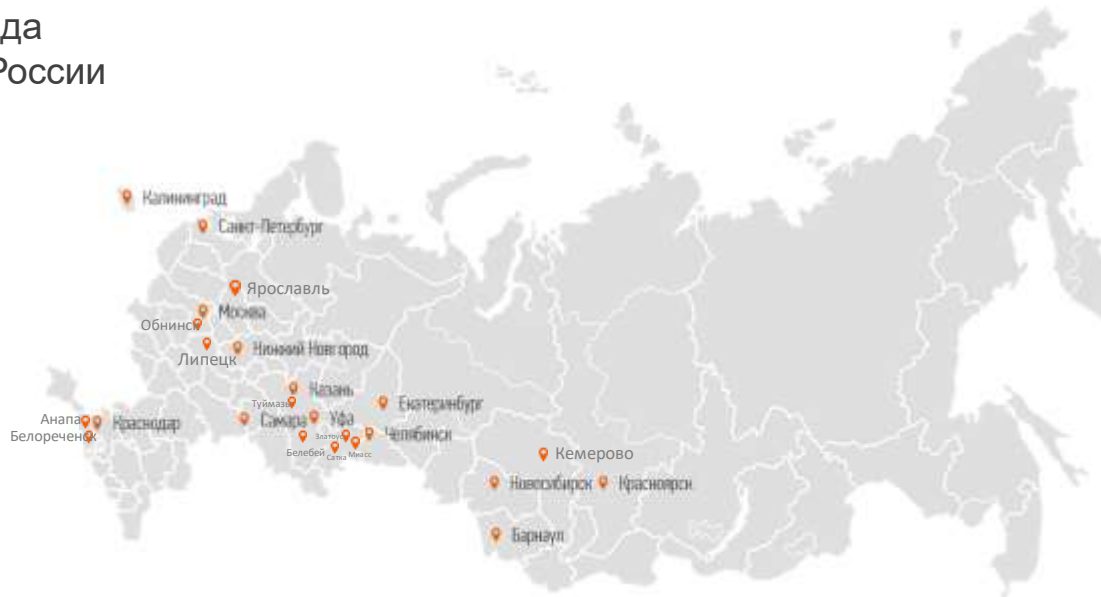 да
России
Калининград
Санкт-Петербург
Ярославль
Москва
Обнинск
Липецк
Нижний Новгород
Казань
Туймазы
Екатеринбург
Анапа
Краснодар
Самара
Уфа
Челябинск
Белореченск
Златоуст
Белебей
Сатка
Миасс
Кемерово
Новосибирск
Красноярск
Барнаул